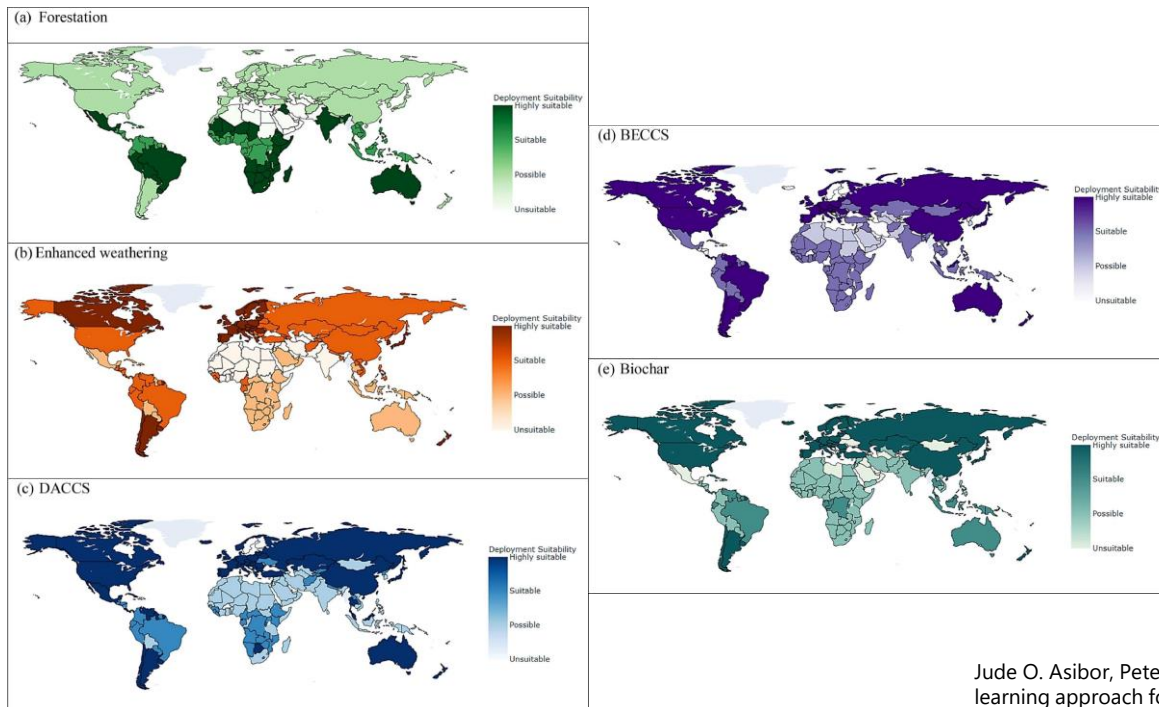 (a) Forestation
Deployment Suitability
Highly suitable
Suitable
Possible
Unsuitable
(b) Enhanced weathering
Deployment Suitability
Highly suitable
Suitable
Possible
Unsuitable
(c) DACCS
Deployment Suitability
Highly suitable
Suitable
Possible
Unsuitable
(d) BECCS
Deployment Suitability
Highly suitable
Suitable
Possible
Unsuitable
(e) Biochar
Deployment Suitability
Highly suitable
Suitable
Possible
Unsuitable
Jude O. Asibor, Pete
learning approach fo